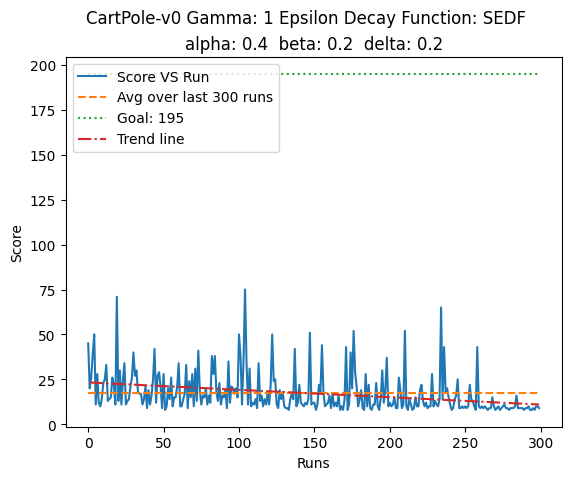 CartPole-v0 Gamma: 1 Epsilon Decay Function: SEDF
alpha: 0.4  beta: 0.2  delta: 0.2
Score VS Run
Avg over last 300 runs
Goal: 195
Trend line
Score
200
175
150
125
100
75
50
25
0
0 50 100 150 200 250 300
Runs